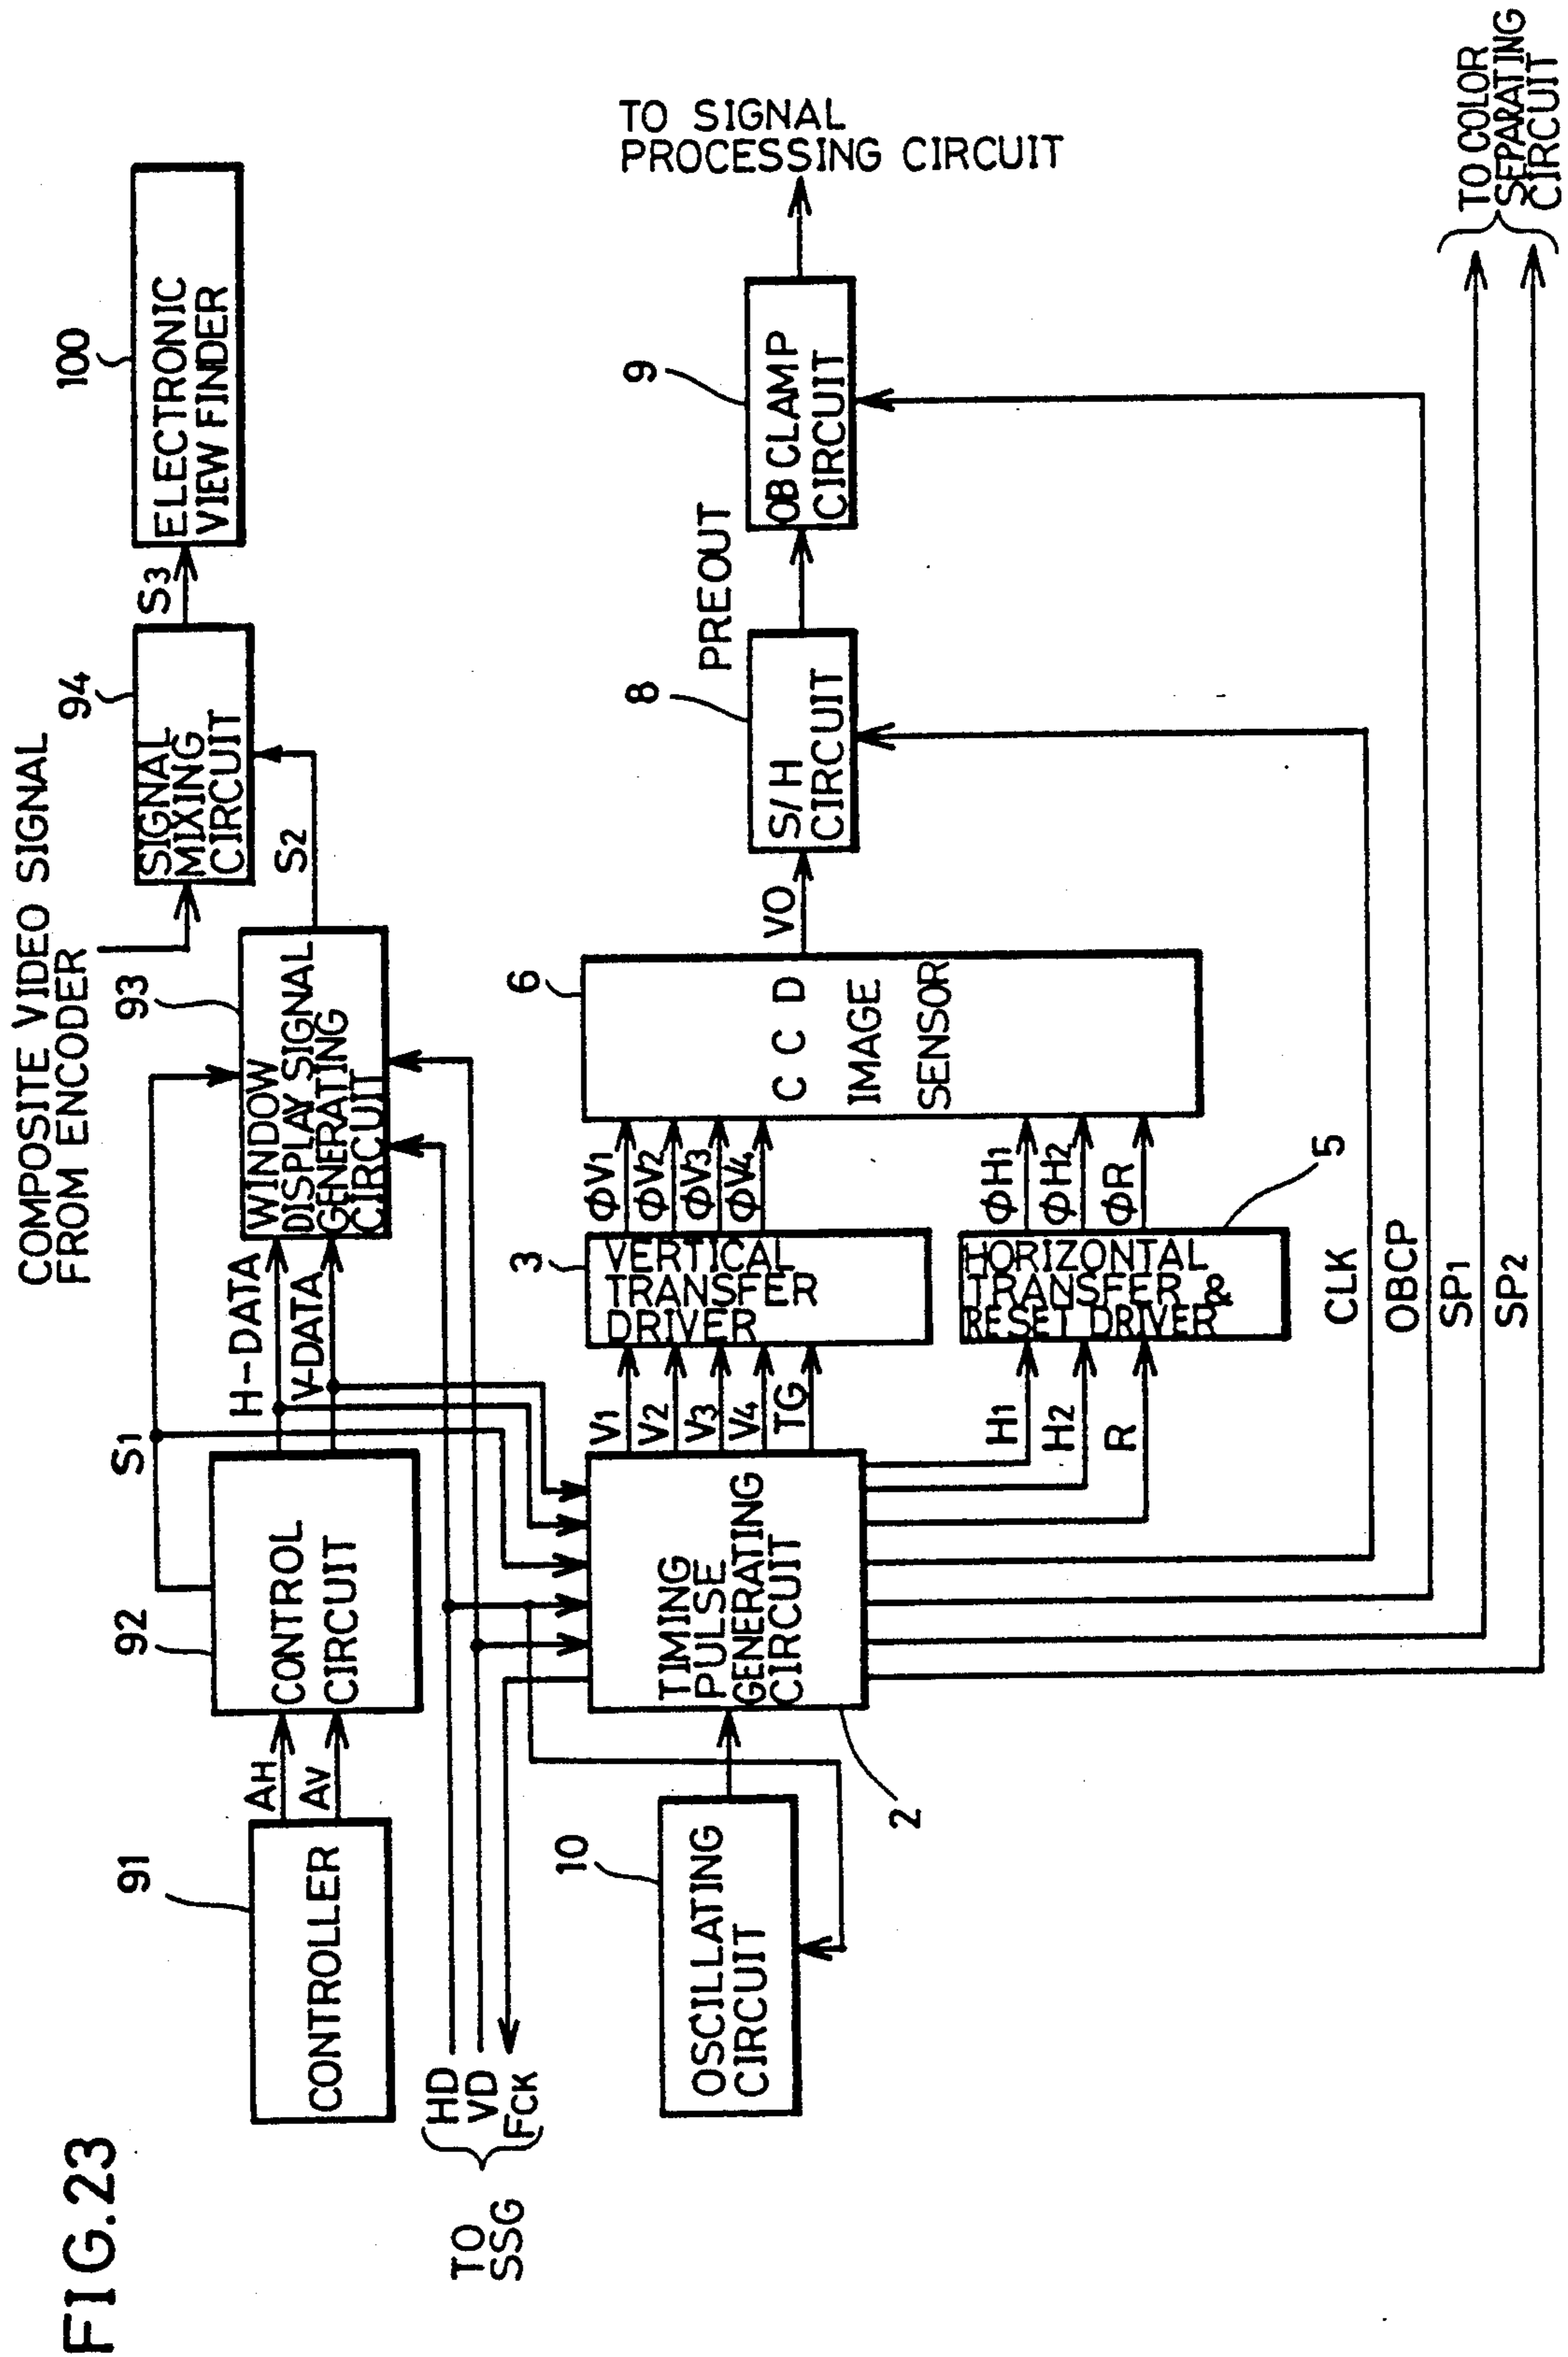 FIG.23
COMPOSITE VIDEO SIGNAL
FROM ENCODER
91
CONTROLLER
AH
AV
92
CONTROL
CIRCUIT
S1
H-DATA
V-DATA
93
WINDOW
DISPLAY SIGNAL
GENERATING
CIRCUIT
S2
94
SIGNAL
MIXING
CIRCUIT
S3
100
ELECTRONIC
VIEW FINDER
TO
SSG
HD
VD
FCK
10
OSCILLATING
CIRCUIT
2
TIMING
PULSE
GENERATING
CIRCUIT
V1
V2
V3
V4
TG
H1
H2
R
3
VERTICAL
TRANSFER
DRIVER
HORIZONTAL
TRANSFER &
RESET DRIVER
5
ΦV1
ΦV2
ΦV3
ΦV4
ΦH1
ΦH2
ΦR
6
CCD
IMAGE
SENSOR
VO
8
S/H
CIRCUIT
PREOUT
9
OB CLAMP
CIRCUIT
TO SIGNAL
PROCESSING CIRCUIT
CLK
OBCP
SP1
SP2
TO COLOR
SEPARATING
CIRCUIT